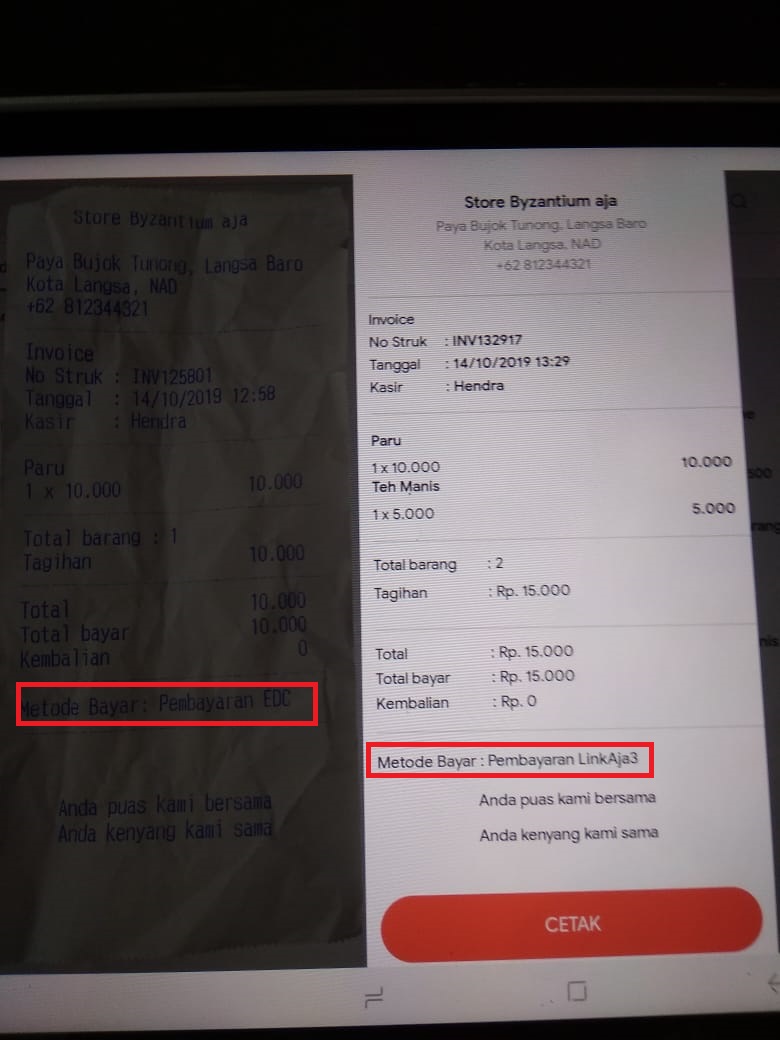 Store Byzantium aja
Paya Bujok Tunong, Langsa Baro
Kota Langsa, NAD
+62 812344321
Invoice
No Struk : INV125801
Tanggal : 14/10/2019 12:58
Kasir : Hendra
Paru
1 x 10.000 10.000
Total barang : 1
Tagihan 10.000
Total 10.000
Total bayar 10.000
Kembalian 0
Metode Bayar: Pembayaran EDC
Anda puas kami bersama
Anda kenyang kami sama
Store Byzantium aja
Paya Bujok Tunong, Langsa Baro
Kota Langsa, NAD
+62 812344321
Invoice
No Struk : INV132917
Tanggal : 14/10/2019 13:29
Kasir : Hendra
Paru
1 x 10.000 10.000
Teh Manis
1 x 5.000 5.000
Total barang : 2
Tagihan : Rp. 15.000
Total : Rp. 15.000
Total bayar : Rp. 15.000
Kembalian : Rp. 0
Metode Bayar : Pembayaran LinkAja3
Anda puas kami bersama
Anda kenyang kami sama
CETAK